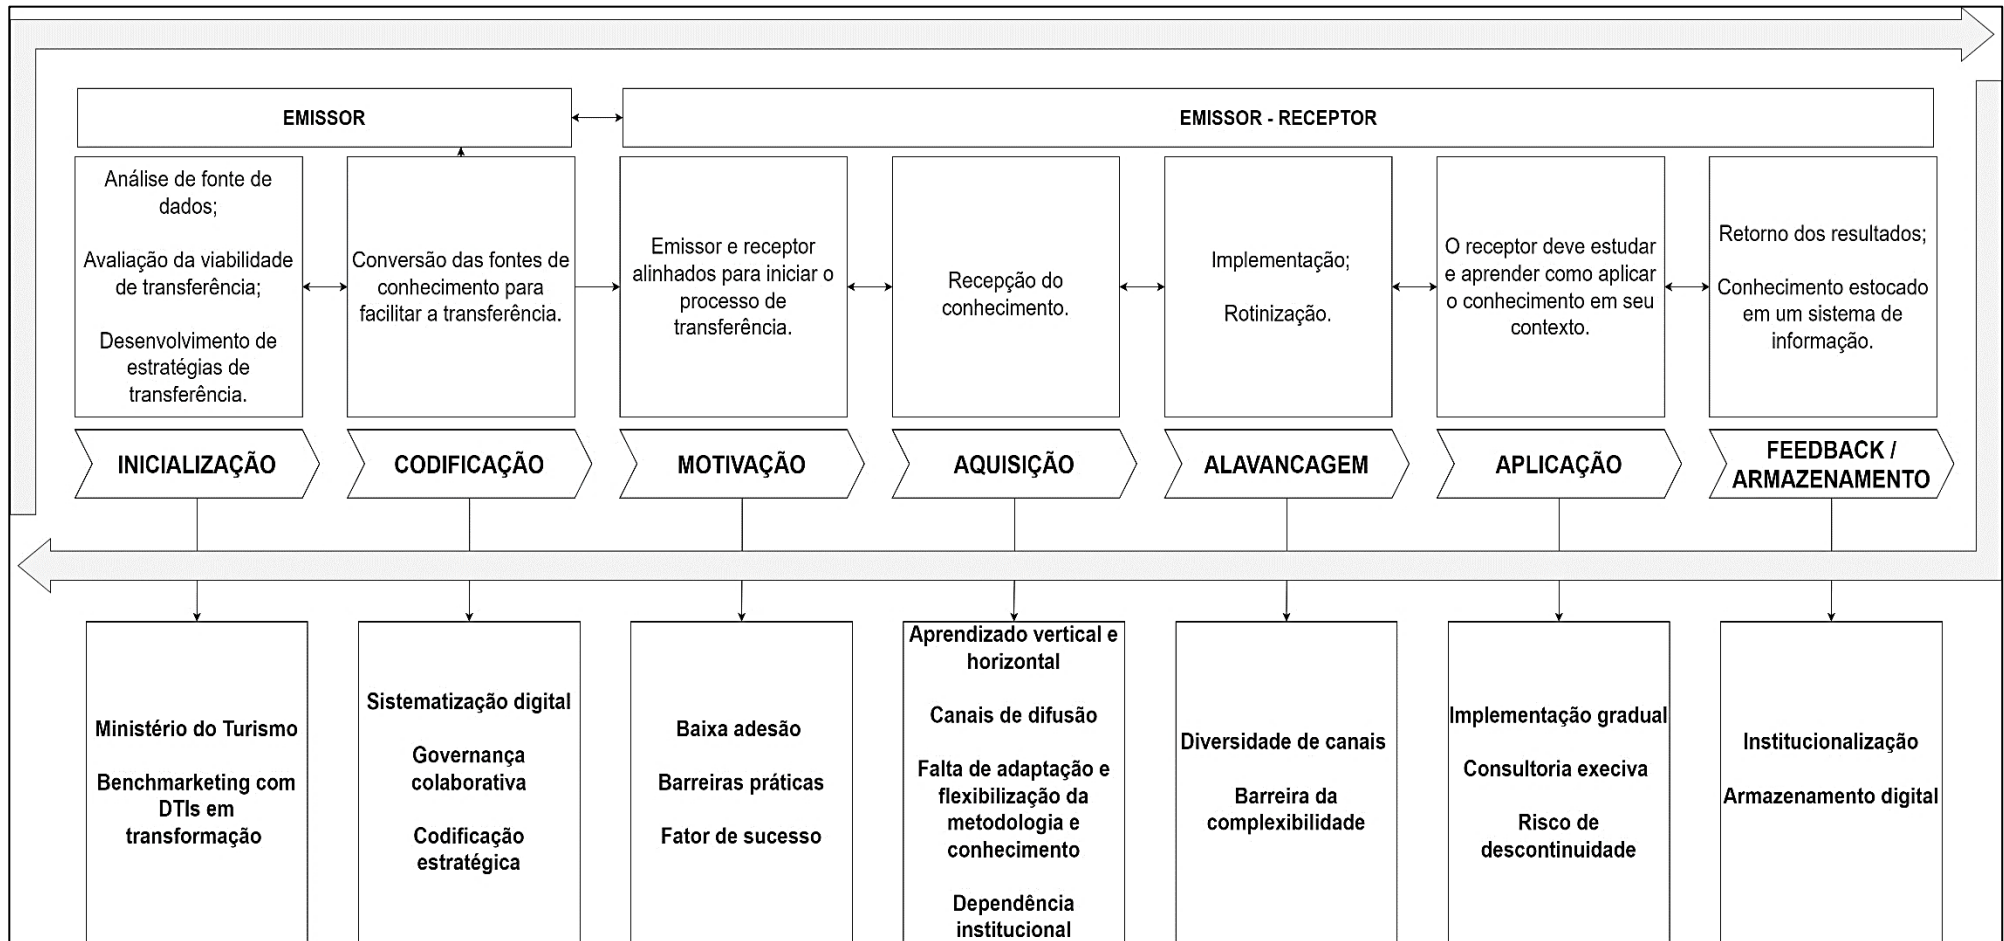 EMISSOR
EMISSOR - RECEPTOR
Análise de fonte de
dados;
Avaliação da viabilidade
de transferência;
Desenvolvimento de
estratégias de
transferência.
Conversão das fontes de
conhecimento para
facilitar a transferência.
Emissor e receptor
alinhados para iniciar o
processo de
transferência.
Recepção do
conhecimento.
Implementação;
Rotinização.
O receptor deve estudar
e aprender como aplicar
o conhecimento em seu
contexto.
Retorno dos resultados;
Conhecimento estocado
em um sistema de
informação.
INICIALIZAÇÃO
CODIFICAÇÃO
MOTIVAÇÃO
AQUISIÇÃO
ALAVANCAGEM
APLICAÇÃO
FEEDBACK /
ARMAZENAMENTO
Ministério do Turismo
Benchmarketing com
DTIs em
transformação
Sistematização digital
Governança
colaborativa
Codificação
estratégica
Baixa adesão
Barreiras práticas
Fator de sucesso
Aprendizado vertical e
horizontal
Canais de difusão
Falta de adaptação e
flexibilização da
metodologia e
conhecimento
Dependência
institucional
Diversidade de canais
Barreira da
complexibilidade
Implementação gradual
Consultoria execiva
Risco de
descontinuidade
Institucionalização
Armazenamento digital